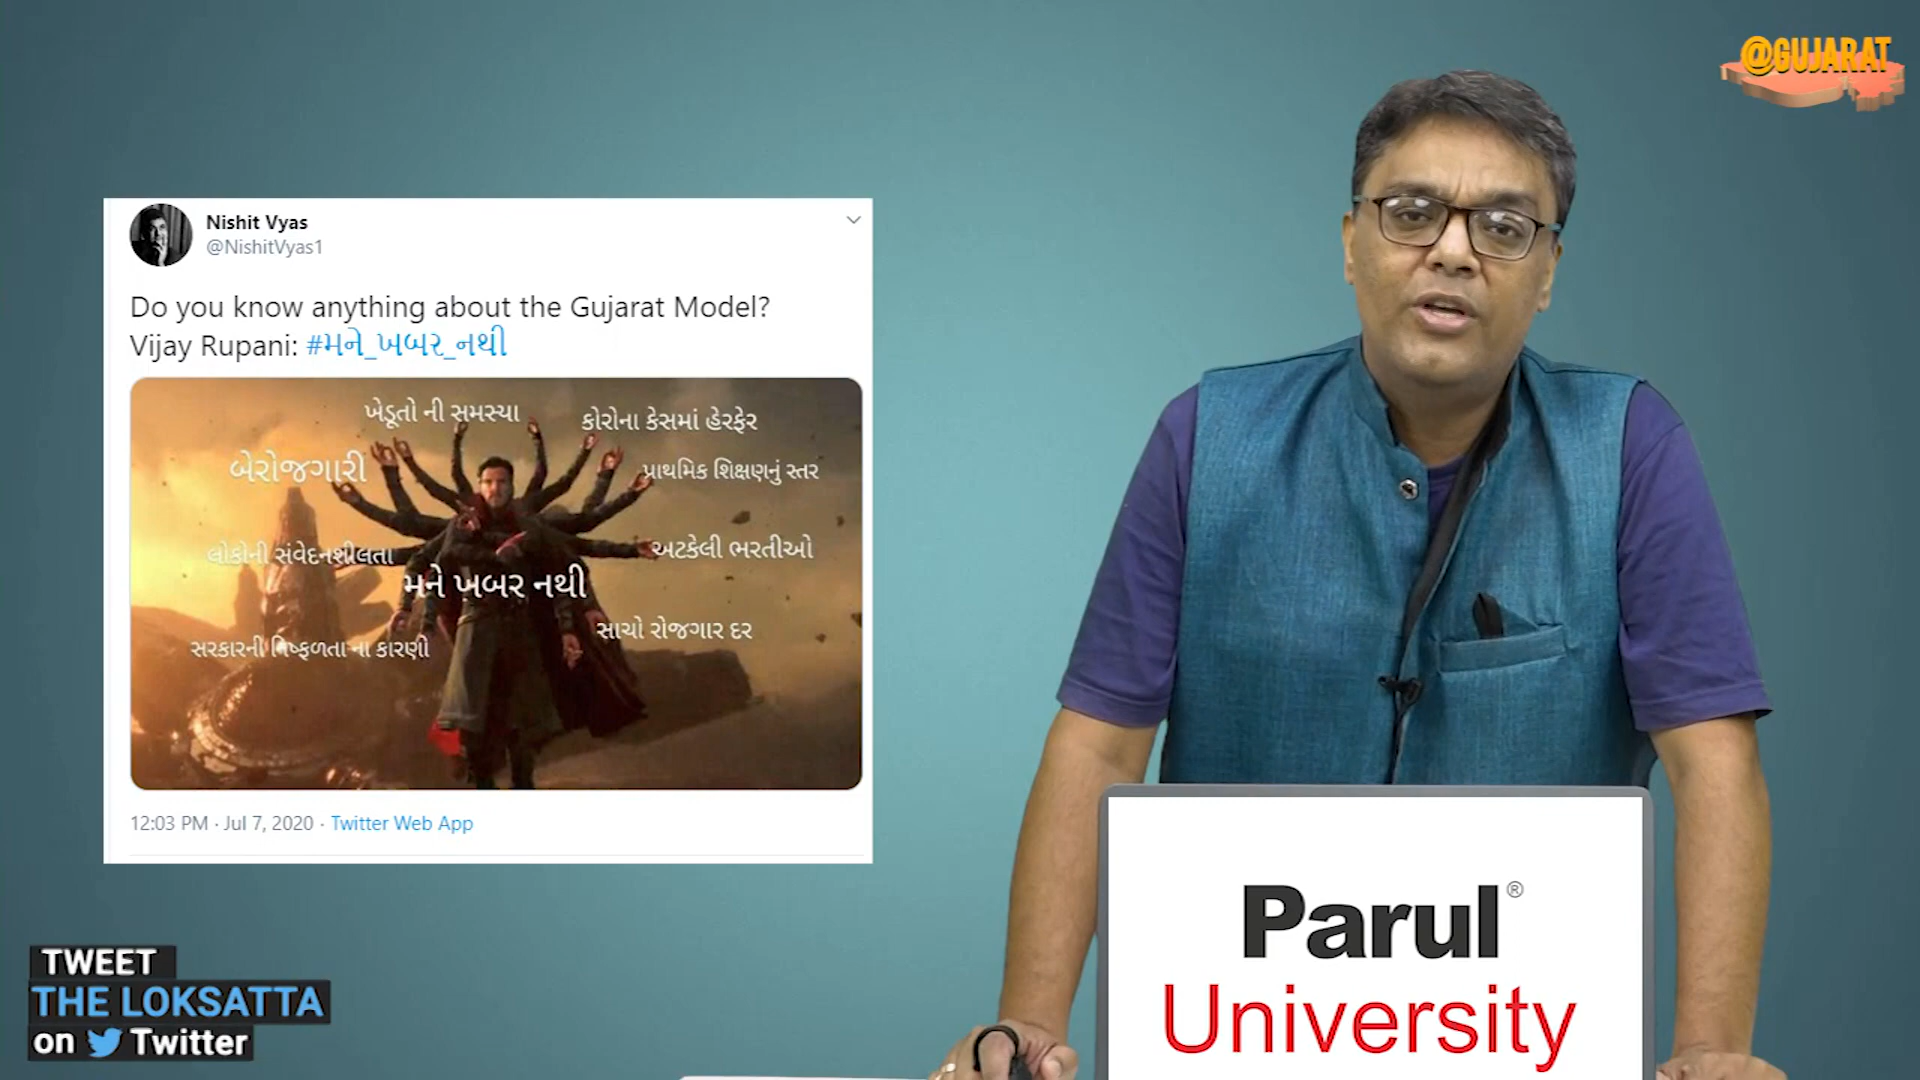 @GUJARAT
Nishit Vyas
@NishitVyas1
Do you know anything about the Gujarat Model?
Vijay Rupani: #મને_ખબર_નથી
ખેડૂતો ની સમસ્યા
કોરોના કેસમાં હેરફેર
બેરોજગારી
પ્રાથમિક શિક્ષણનું સ્તર
લોકોની સંવેદનશીલતા
અટકેલી ભરતીઓ
મને ખબર નથી
સાચો રોજગાર દર
સરકારની નિષ્ફળતા ના કારણો
12:03 PM · Jul 7, 2020 · Twitter Web App
TWEET
THE LOKSATTA
on Twitter
Parul®
University